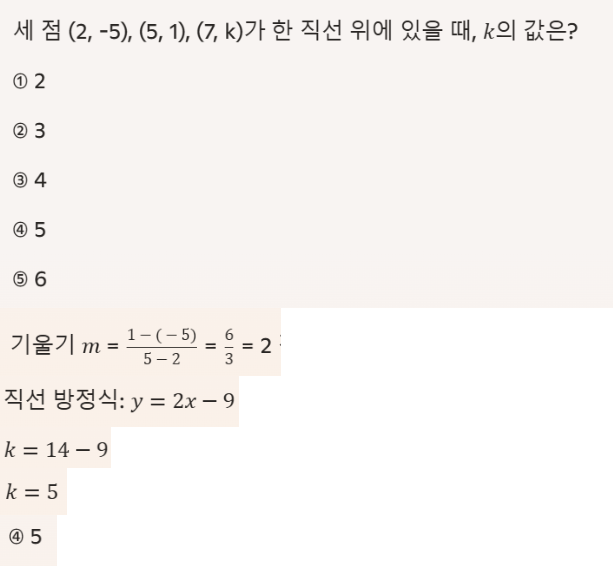 세 점 (2, -5), (5, 1), (7, k)가 한 직선 위에 있을 때, k의 값은?
① 2
② 3
③ 4
④ 5
⑤ 6
기울기 m = \frac{1-(-5)}{5-2} = \frac{6}{3} = 2
직선 방정식: y = 2x − 9
k = 14 − 9
k = 5
④ 5